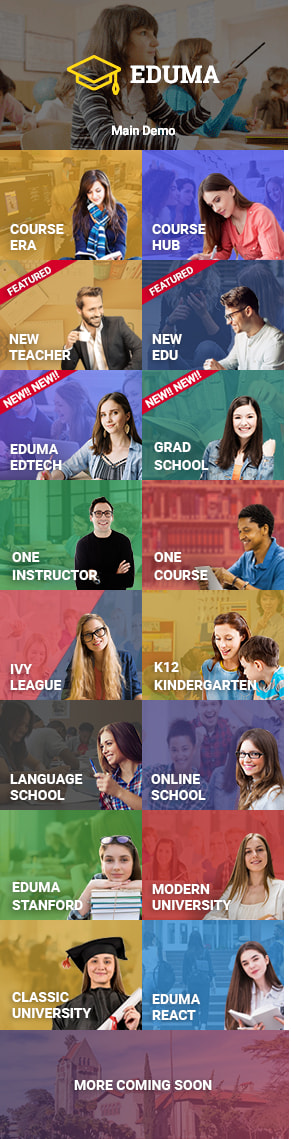 EDUMA
Main Demo
COURSE
ERA
COURSE
HUB
FEATURED
NEW
TEACHER
FEATURED
NEW
EDU
NEW!! NEW!!
EDUMA
EDTECH
NEW!! NEW!!
GRAD
SCHOOL
ONE
INSTRUCTOR
ONE
COURSE
IVY
LEAGUE
K12
KINDERGARTEN
LANGUAGE
SCHOOL
ONLINE
SCHOOL
EDUMA
STANFORD
MODERN
UNIVERSITY
CLASSIC
UNIVERSITY
EDUMA
REACT
MORE COMING SOON